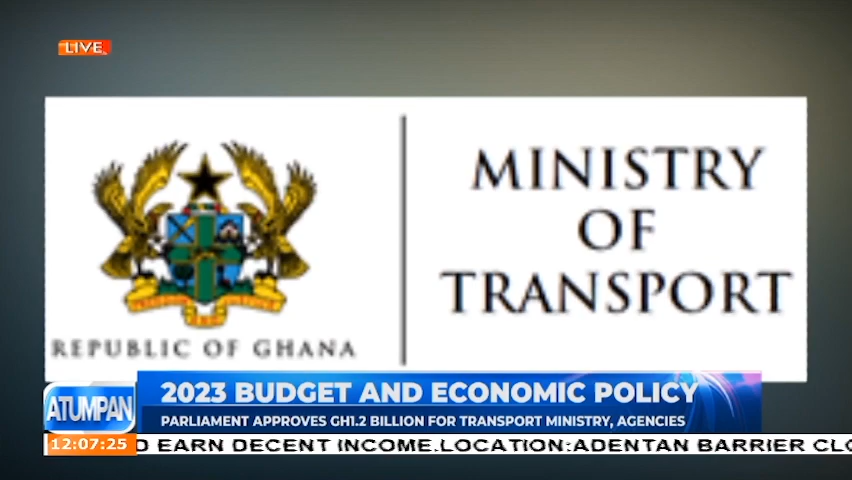 LIVE
MINISTRY
OF
TRANSPORT
REPUBLIC OF GHANA
2023 BUDGET AND ECONOMIC POLICY
ATUMPAN
PARLIAMENT APPROVES GH1.2 BILLION FOR TRANSPORT MINISTRY, AGENCIES
12:07:25
EARN DECENT INCOME.LOCATION:ADENTAN BARRIER